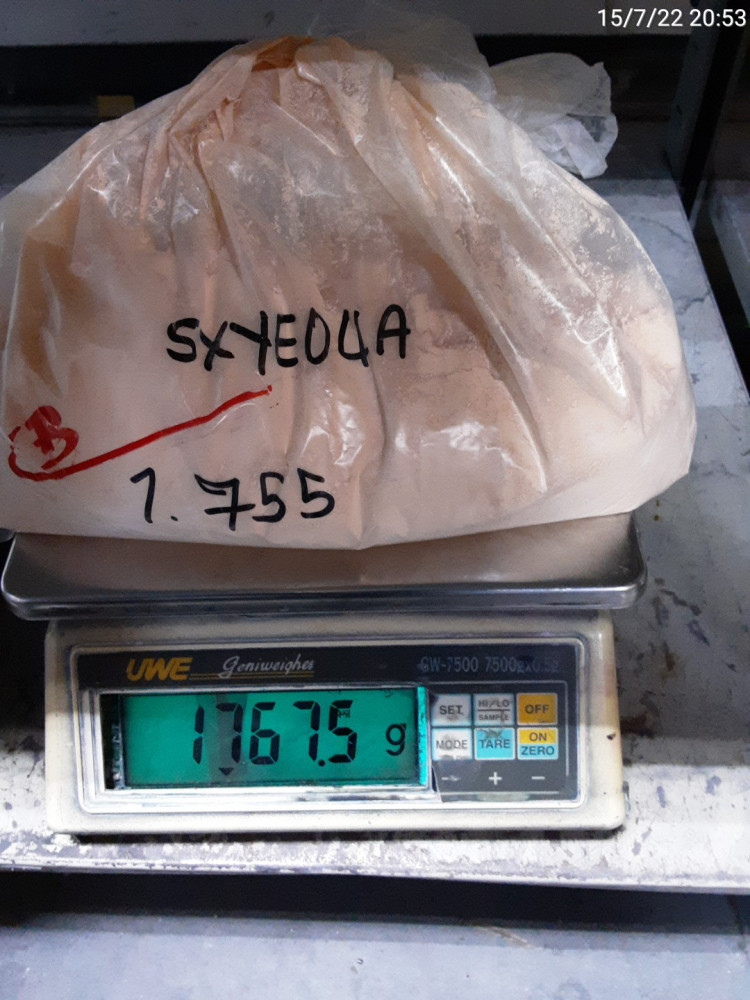 15/7/22 20:53
SXYE04A
B
1.755
UWE Geniweigher GW-7500 7500gx0.5g
1767.5 g
SET HI/LO SAMPLE OFF
MODE TARE ON ZERO
+ −